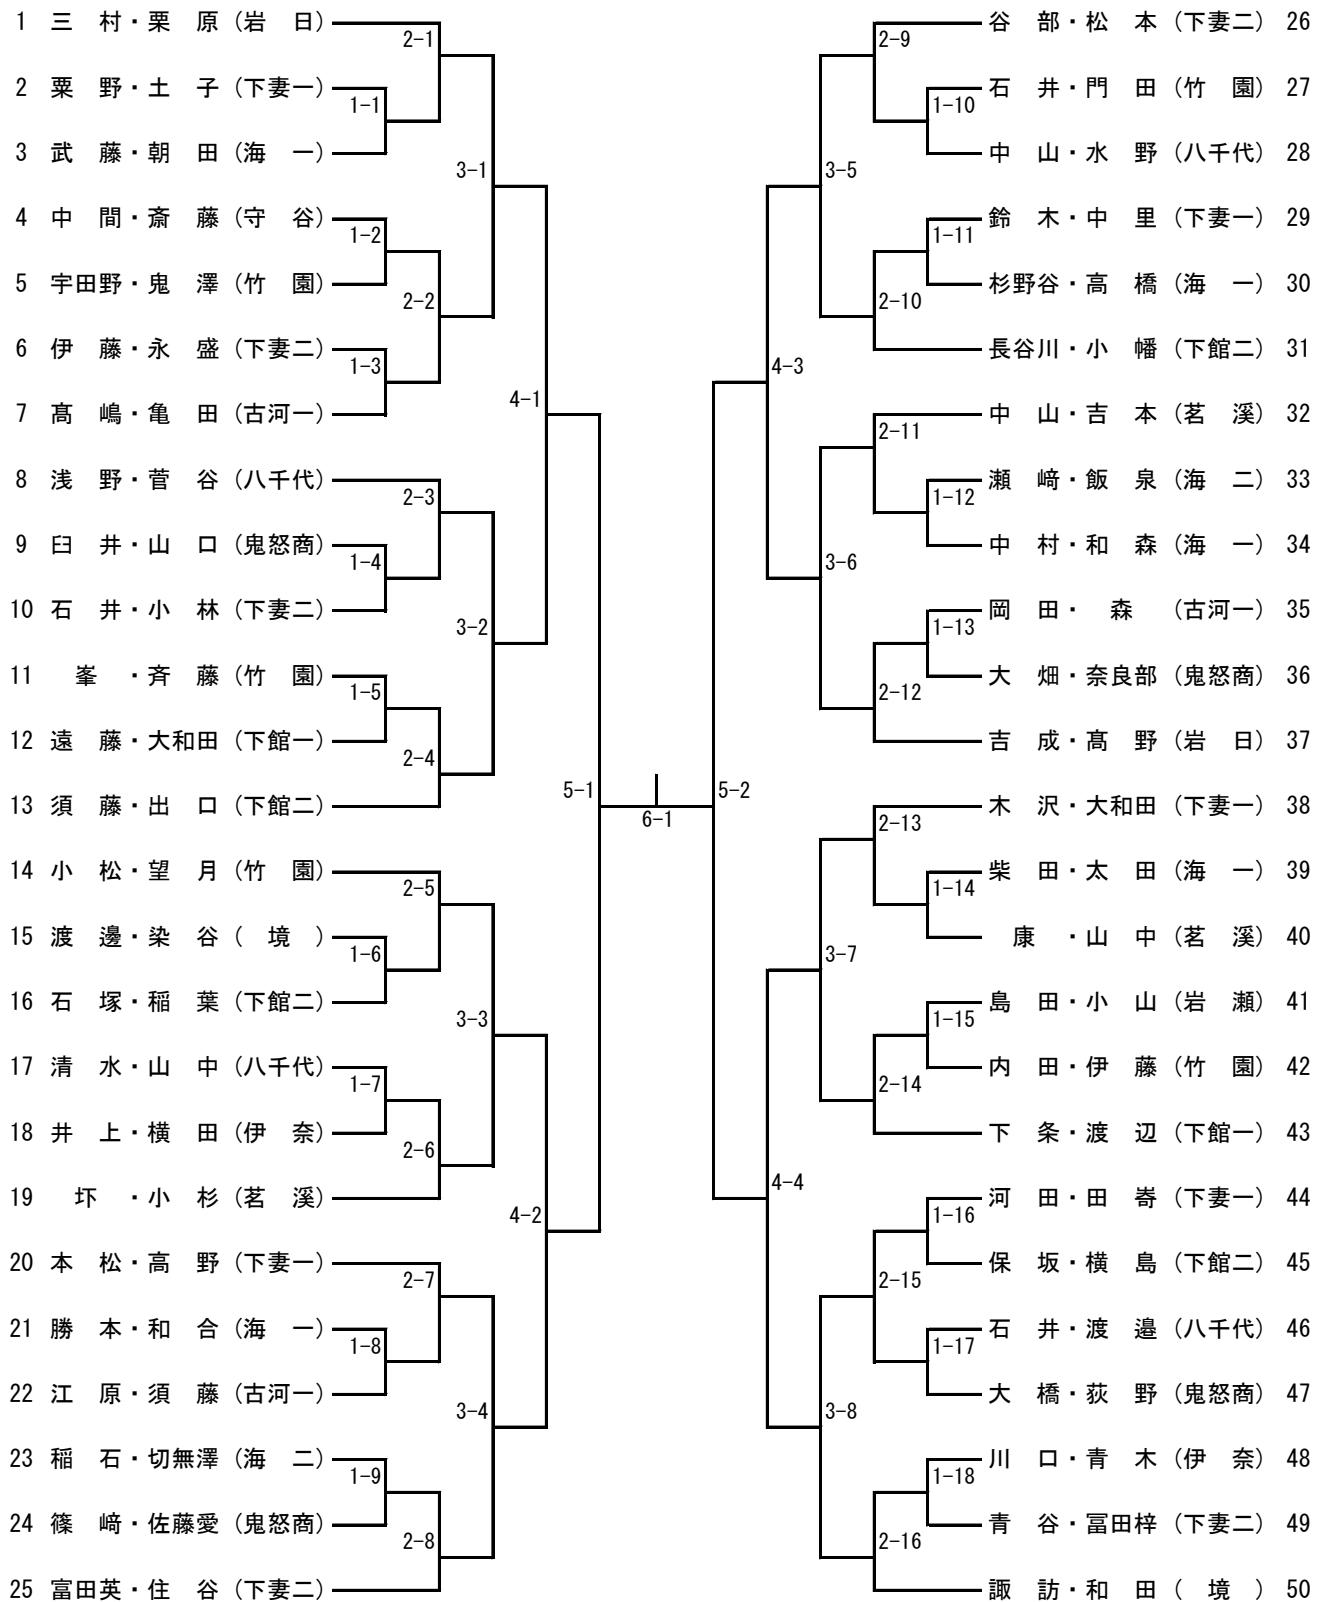 1 三 村・栗 原 (岩 日)
2 粟 野・土 子 (下妻一)
3 武 藤・朝 田 (海 一)
4 中 間・斎 藤 (守 谷)
5 宇田野・鬼 澤 (竹 園)
6 伊 藤・永 盛 (下妻二)
7 髙 嶋・亀 田 (古河一)
8 浅 野・菅 谷 (八千代)
9 臼 井・山 口 (鬼怒商)
10 石 井・小 林 (下妻二)
11 峯 ・斉 藤 (竹 園)
12 遠 藤・大和田 (下館一)
13 須 藤・出 口 (下館二)
14 小 松・望 月 (竹 園)
15 渡 邊・染 谷 ( 境 )
16 石 塚・稲 葉 (下館二)
17 清 水・山 中 (八千代)
18 井 上・横 田 (伊 奈)
19 圷 ・小 杉 (茗 溪)
20 本 松・高 野 (下妻一)
21 勝 本・和 合 (海 一)
22 江 原・須 藤 (古河一)
23 稲 石・切無澤 (海 二)
24 篠 﨑・佐藤愛 (鬼怒商)
25 富田英・住 谷 (下妻二)
1-1
1-2
1-3
1-4
1-5
1-6
1-7
1-8
1-9
2-1
2-2
2-3
2-4
2-5
2-6
2-7
2-8
3-1
3-2
3-3
3-4
4-1
4-2
5-1
6-1
5-2
4-3
4-4
3-5
3-6
3-7
3-8
2-9
2-10
2-11
2-12
2-13
2-14
2-15
2-16
1-10
1-11
1-12
1-13
1-14
1-15
1-16
1-17
1-18
谷 部・松 本 (下妻二) 26
石 井・門 田 (竹 園) 27
中 山・水 野 (八千代) 28
鈴 木・中 里 (下妻一) 29
杉野谷・高 橋 (海 一) 30
長谷川・小 幡 (下館二) 31
中 山・吉 本 (茗 溪) 32
瀬 﨑・飯 泉 (海 二) 33
中 村・和 森 (海 一) 34
岡 田・ 森 (古河一) 35
大 畑・奈良部 (鬼怒商) 36
吉 成・髙 野 (岩 日) 37
木 沢・大和田 (下妻一) 38
柴 田・太 田 (海 一) 39
康 ・山 中 (茗 溪) 40
島 田・小 山 (岩 瀬) 41
内 田・伊 藤 (竹 園) 42
下 条・渡 辺 (下館一) 43
河 田・田 嵜 (下妻一) 44
保 坂・横 島 (下館二) 45
石 井・渡 邉 (八千代) 46
大 橋・荻 野 (鬼怒商) 47
川 口・青 木 (伊 奈) 48
青 谷・冨田梓 (下妻二) 49
諏 訪・和 田 ( 境 ) 50